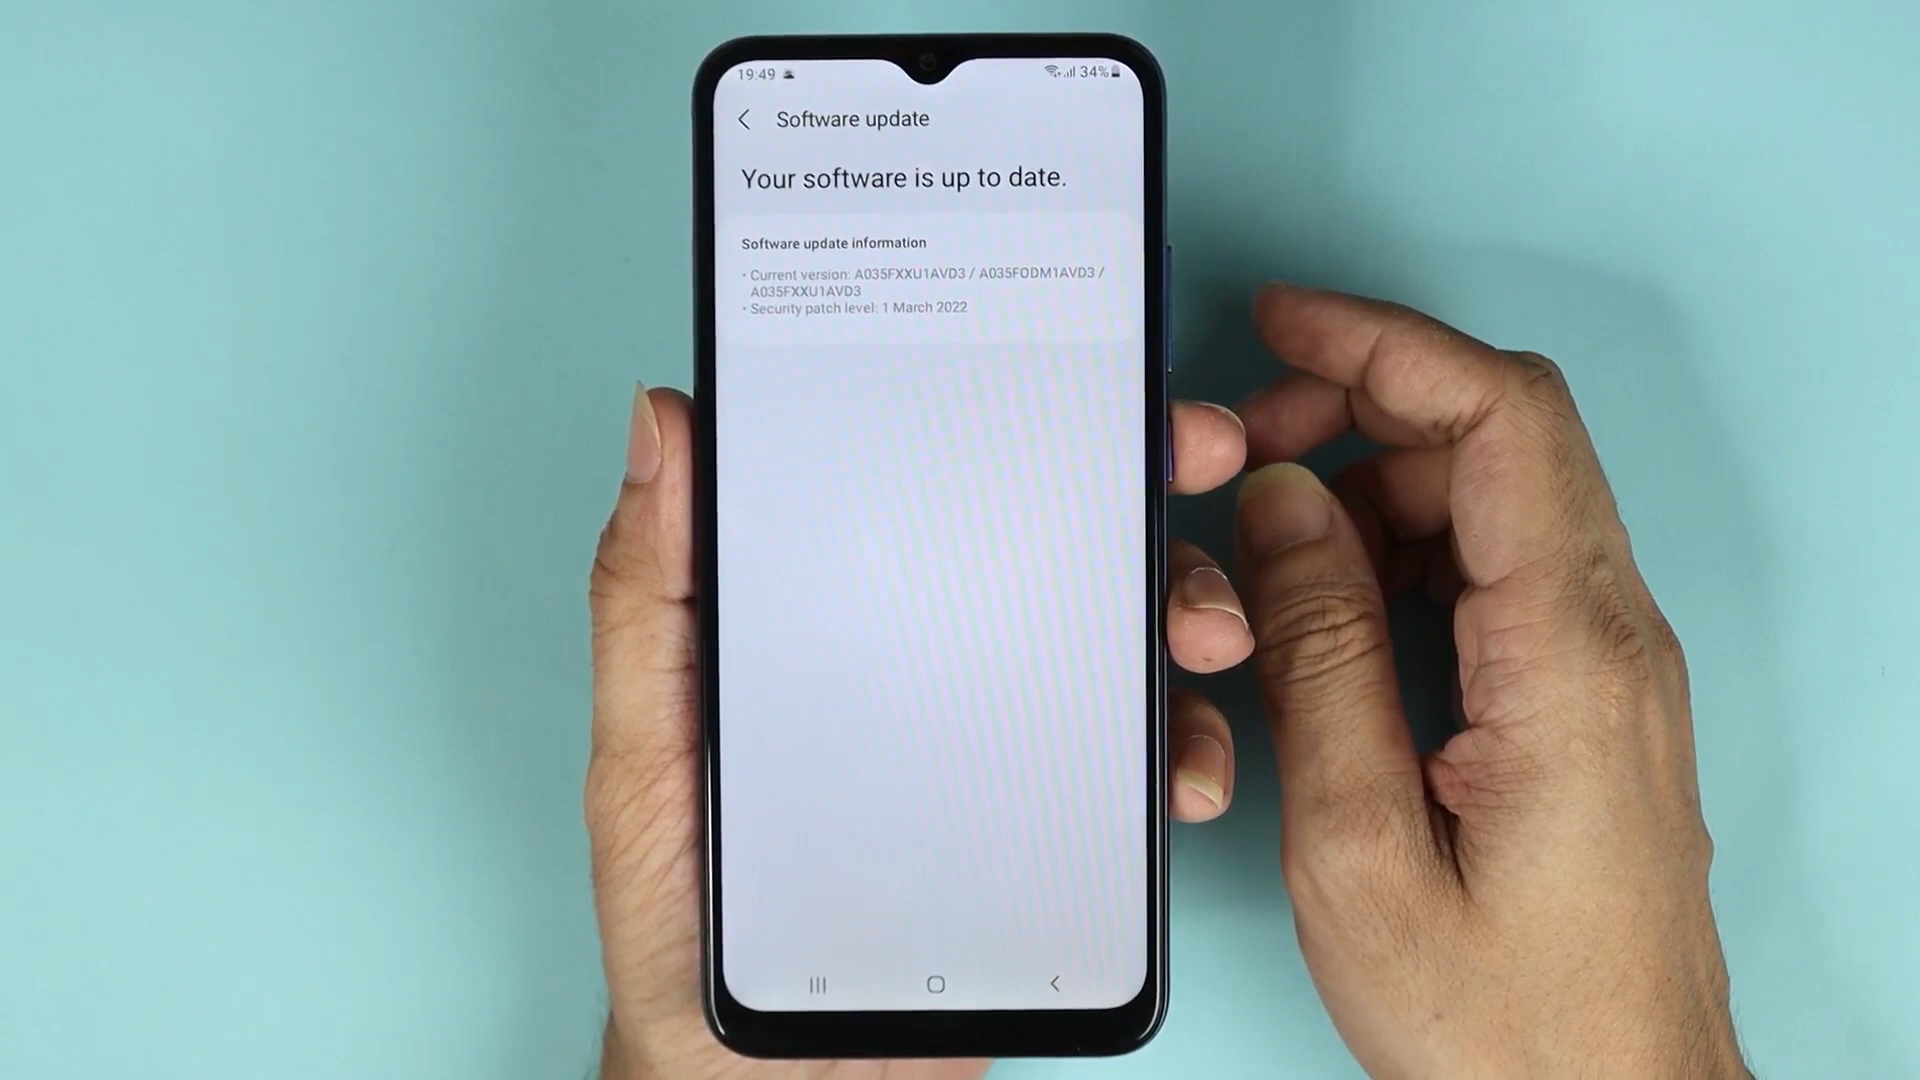 19:49
34%
Software update
Your software is up to date.
Software update information
• Current version: A035FXXU1AVD3 / A035FODM1AVD3 /
A035FXXU1AVD3
• Security patch level: 1 March 2022